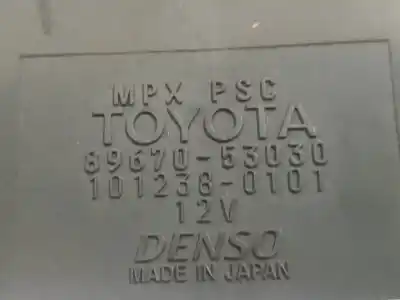 MPX PSC
TOYOTA
89670-53030
101238-0101
12V
DENSO
MADE IN JAPAN